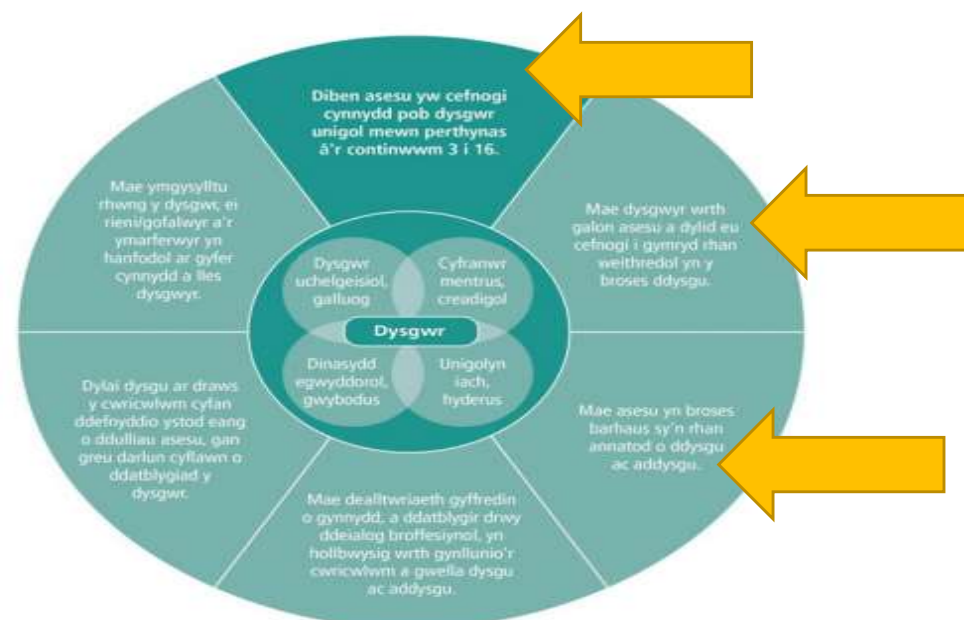 Diben asesu yw cefnogi
cynnydd pob dysgwr
unigol mewn perthynas
â'r continwwm 3 i 16.
Mae dysgwyr wrth
galon asesu a dylid eu
cefnogi i gymryd rhan
weithredol yn y
broses ddysgu.
Mae asesu yn broses
barhaus sy'n rhan
annatod o ddysgu
ac addysgu.
Mae dealltwriaeth gyffredin
o gynnydd, a ddatblygir drwy
ddeialog broffesiynol, yn
hollbwysig wrth gynllunio'r
cwricwlwm a gwella dysgu
ac addysgu.
Dylai dysgu ar draws
y cwricwlwm cyfan
ddefnyddio ystod eang
o ddulliau asesu, gan
greu darlun cyflawn o
ddatblygiad y
dysgwr.
Mae ymgysylltu
rhwng y dysgwr, ei
rieni/gofalwyr a'r
ymarferwyr yn
hanfodol ar gyfer
cynnydd a lles
dysgwyr.
Dysgwr
uchelgeisiol,
galluog
Cyfranwr
mentrus,
creadigol
Dysgwr
Dinasydd
egwyddorol,
gwybodus
Unigolyn
iach,
hyderus